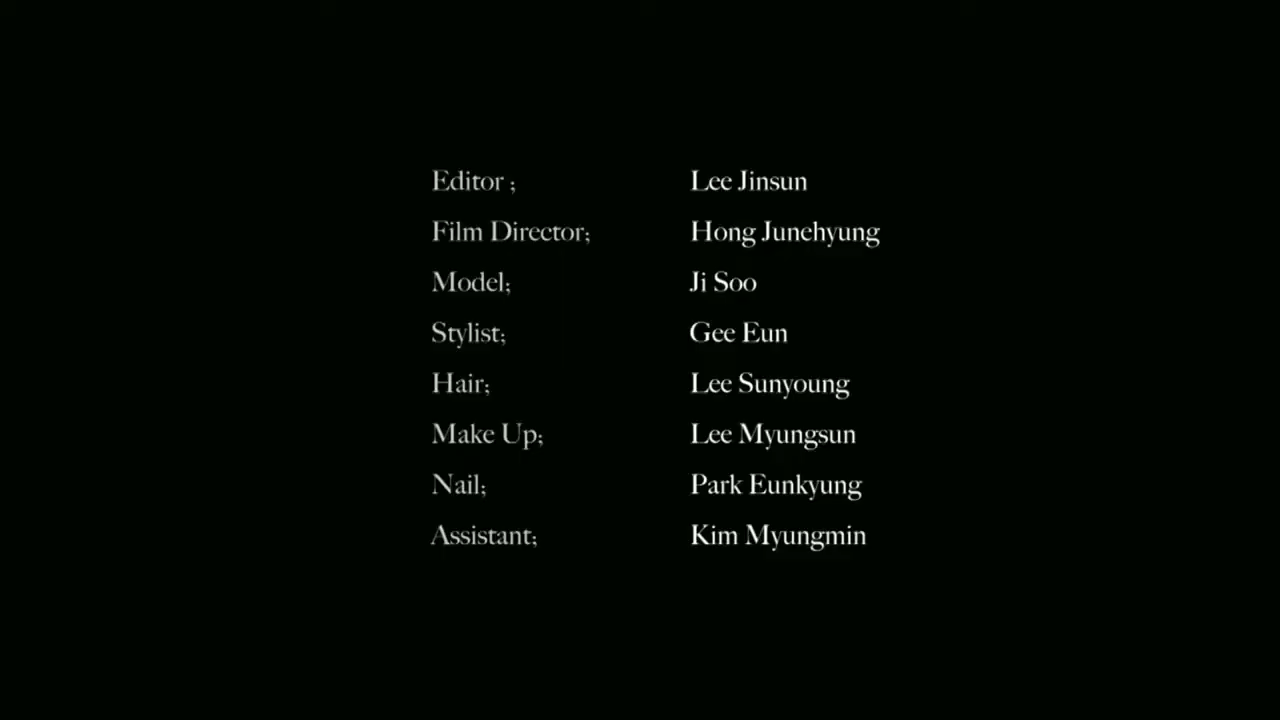 Editor ; Lee Jinsun
Film Director; Hong Junehyung
Model; Ji Soo
Stylist; Gee Eun
Hair; Lee Sunyoung
Make Up; Lee Myungsun
Nail; Park Eunkyung
Assistant; Kim Myungmin